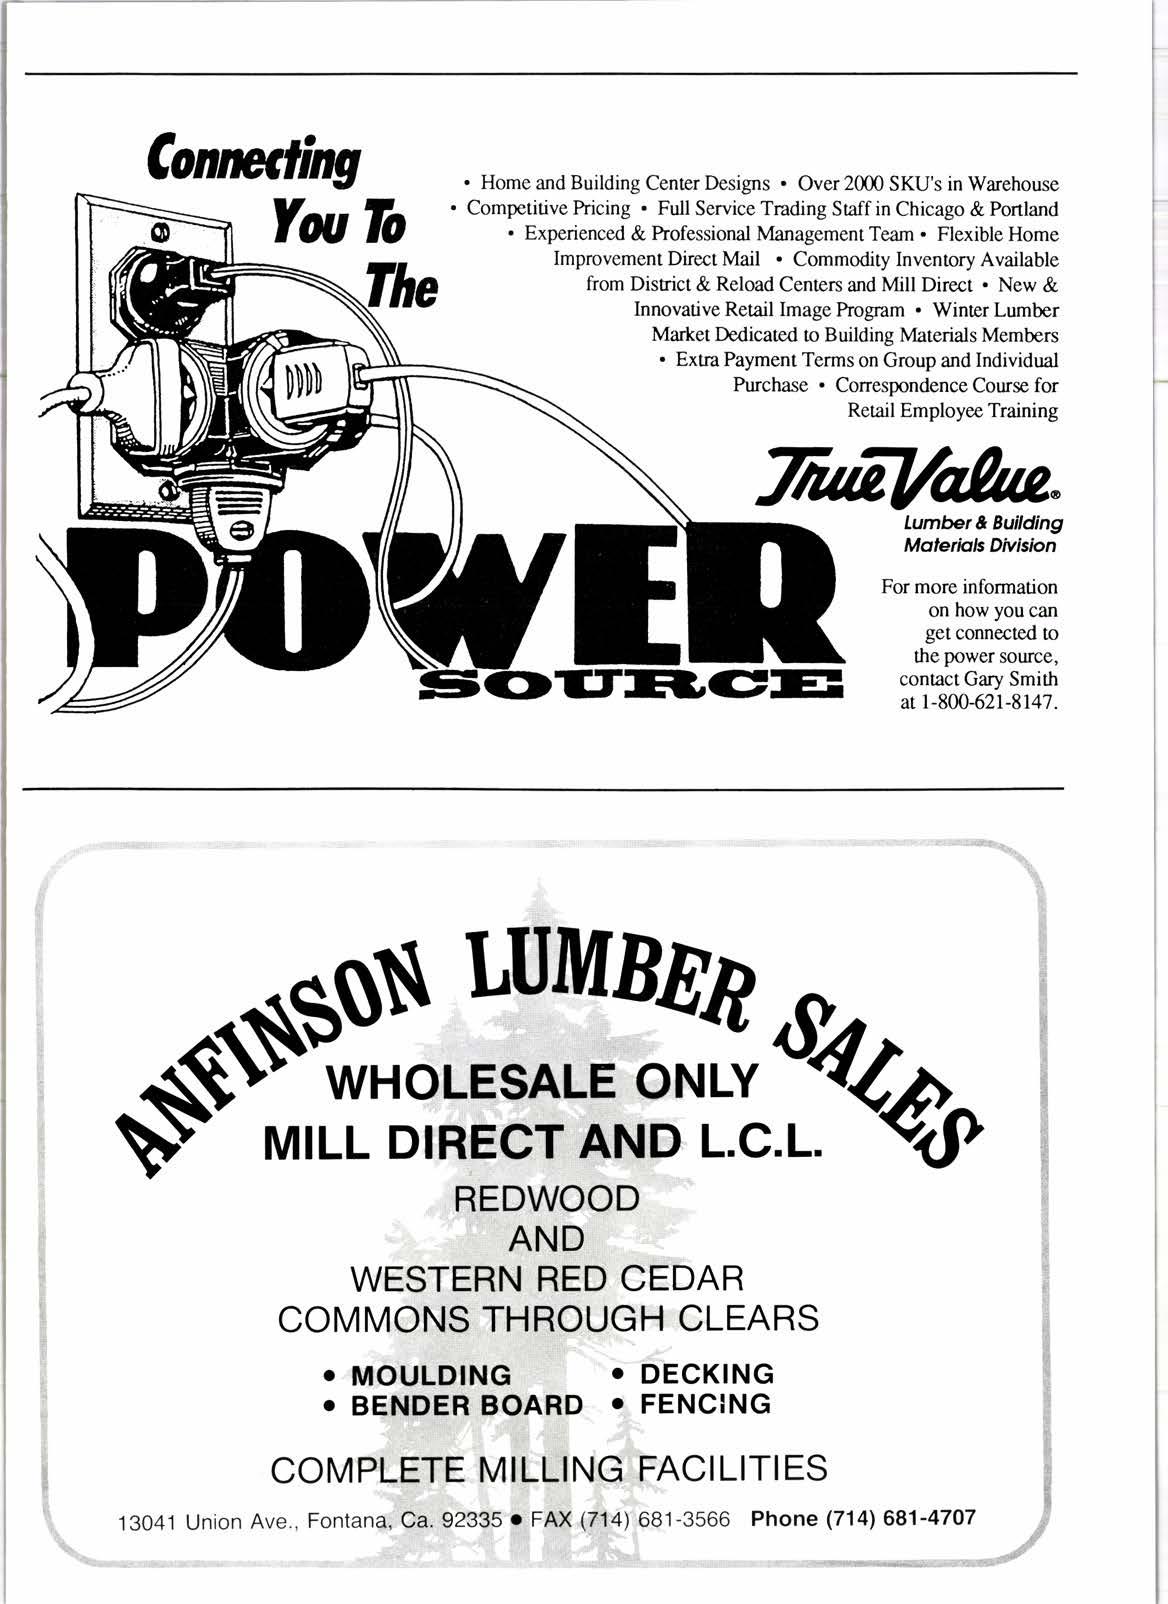 Connecting
You To
The
POWER
SOURCE
• Home and Building Center Designs • Over 2000 SKU's in Warehouse
• Competitive Pricing • Full Service Trading Staff in Chicago & Portland
• Experienced & Professional Management Team • Flexible Home
Improvement Direct Mail • Commodity Inventory Available
from District & Reload Centers and Mill Direct • New &
Innovative Retail Image Program • Winter Lumber
Market Dedicated to Building Materials Members
• Extra Payment Terms on Group and Individual
Purchase • Correspondence Course for
Retail Employee Training
True Value®
Lumber & Building
Materials Division
For more information
on how you can
get connected to
the power source,
contact Gary Smith
at 1-800-621-8147.
ANFINSON LUMBER SALES
WHOLESALE ONLY
MILL DIRECT AND L.C.L.
REDWOOD
AND
WESTERN RED CEDAR
COMMONS THROUGH CLEARS
• MOULDING • DECKING
• BENDER BOARD • FENCING
COMPLETE MILLING FACILITIES
13041 Union Ave., Fontana, Ca. 92335 • FAX (714) 681-3566 Phone (714) 681-4707